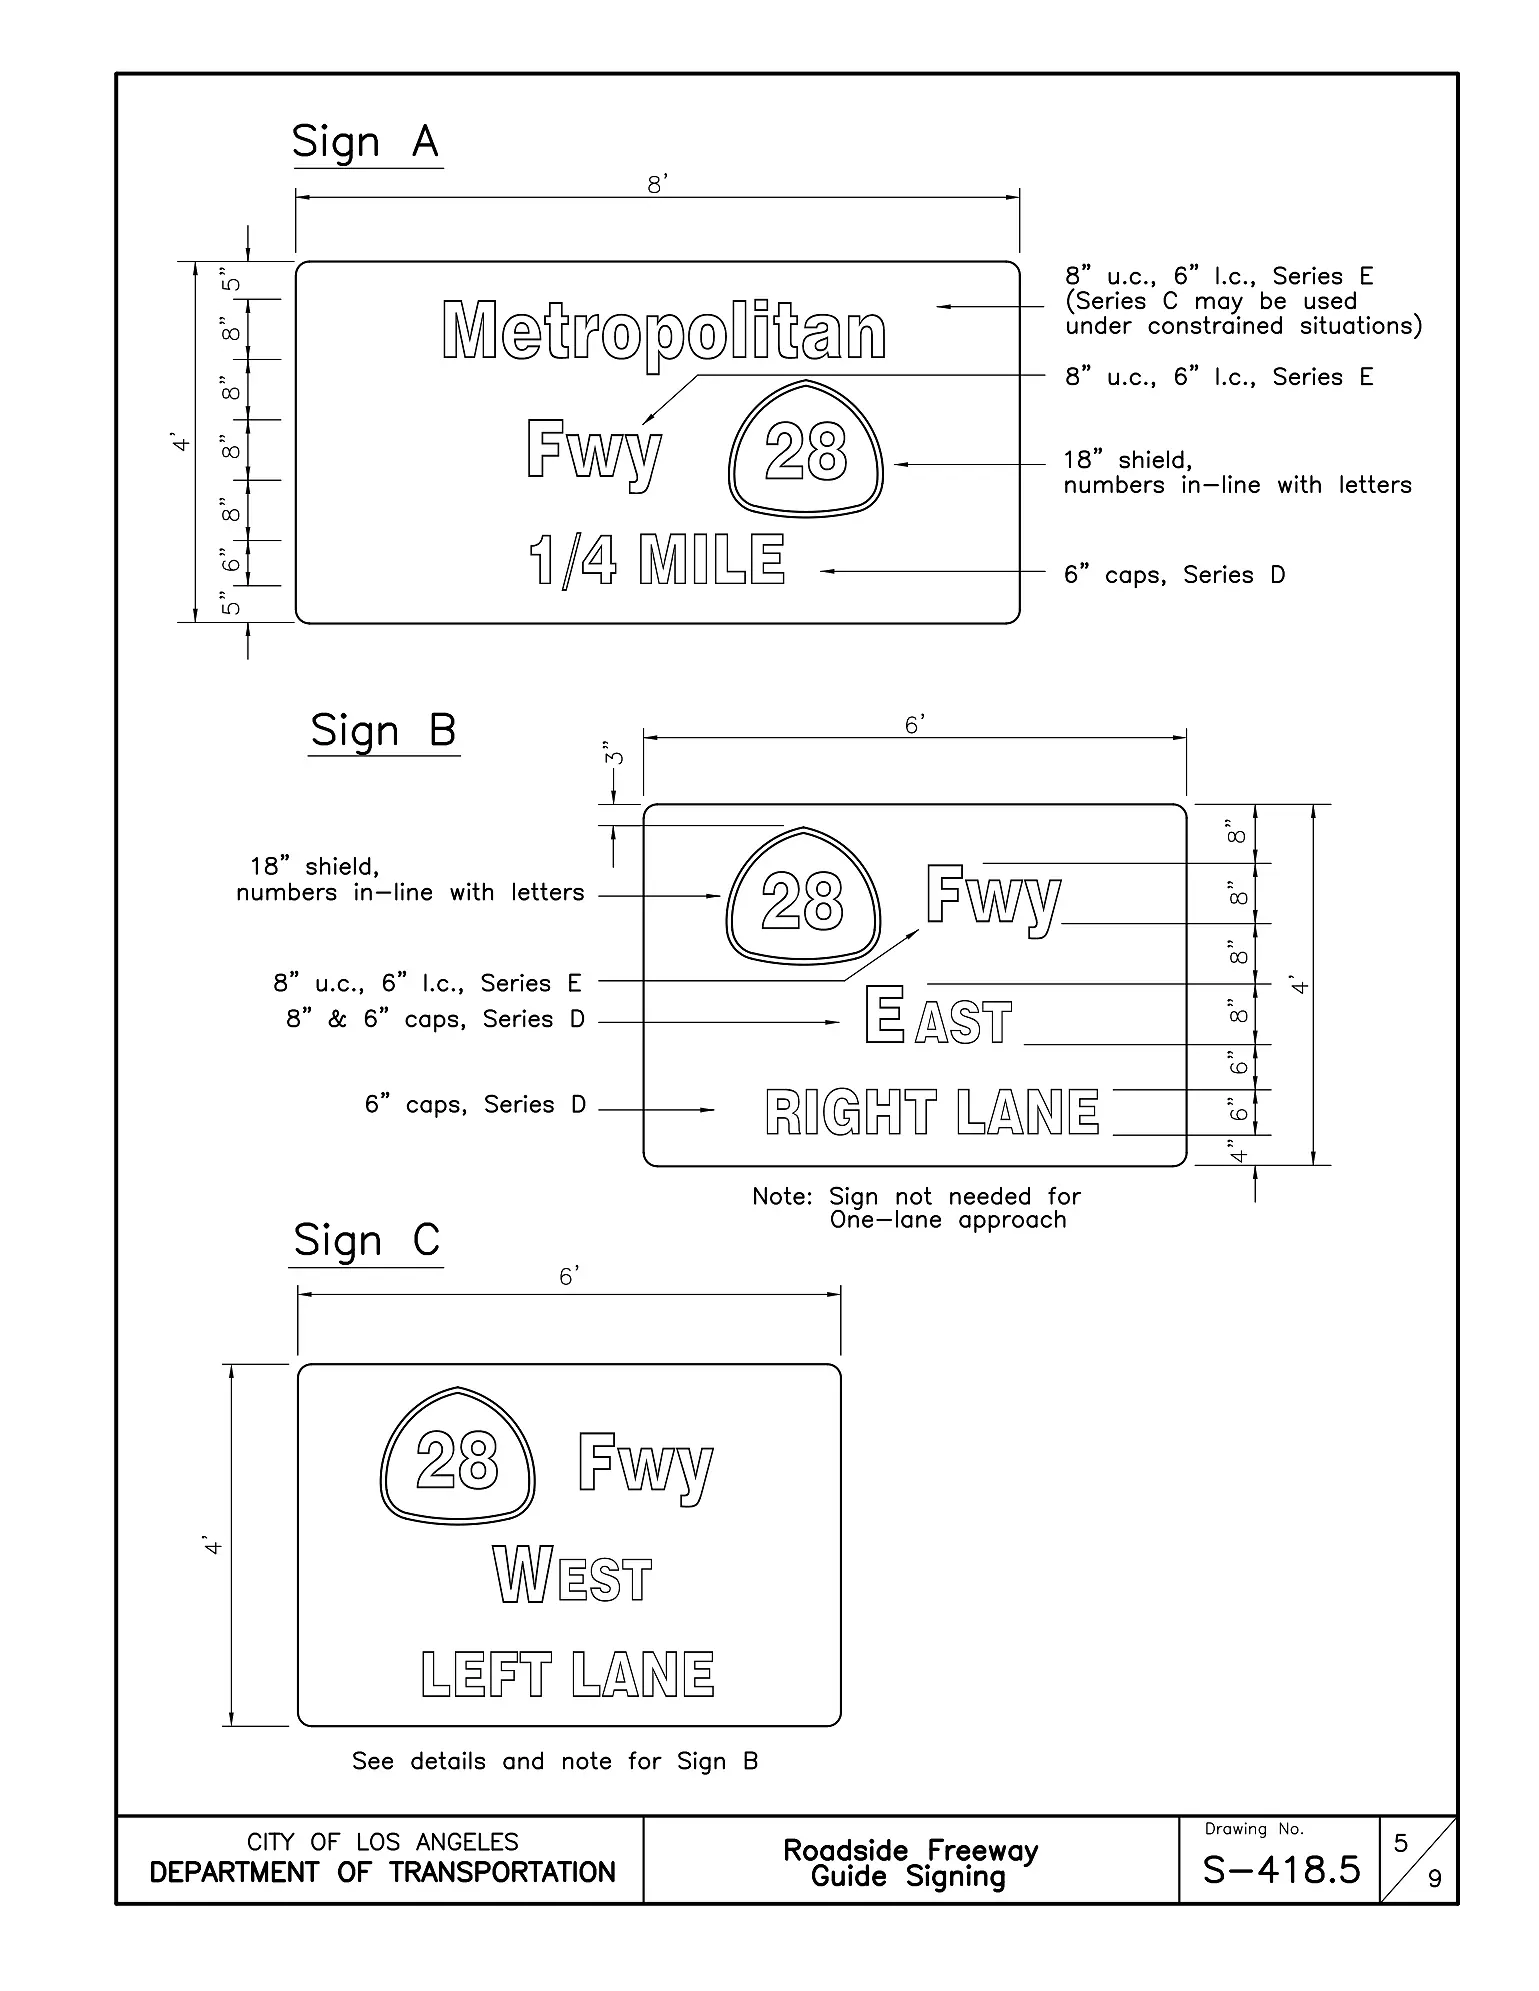 Sign A
8'
4'
5"
8"
8"
8"
8"
6"
5"
Metropolitan
Fwy 28
1/4 MILE
8" u.c., 6" l.c., Series E
(Series C may be used
under constrained situations)
8" u.c., 6" l.c., Series E
18" shield,
numbers in-line with letters
6" caps, Series D
Sign B
6'
3"
18" shield,
numbers in-line with letters
8" u.c., 6" l.c., Series E
8" & 6" caps, Series D
6" caps, Series D
28 Fwy
EAST
RIGHT LANE
8"
8"
8"
8"
6"
6"
4"
4'
Note: Sign not needed for
One-lane approach
Sign C
6'
4'
28 Fwy
WEST
LEFT LANE
See details and note for Sign B
CITY OF LOS ANGELES
DEPARTMENT OF TRANSPORTATION
Roadside Freeway
Guide Signing
Drawing No.
S-418.5
5/9